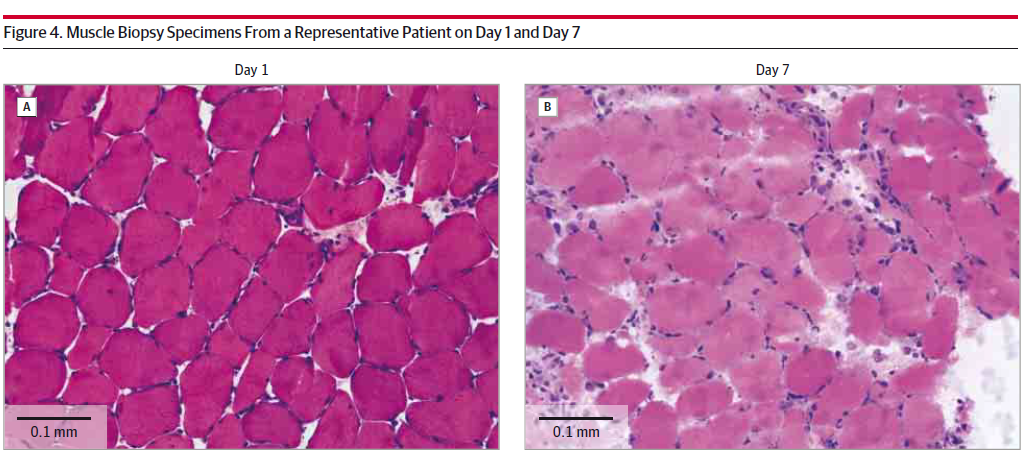 Figure 4. Muscle Biopsy Specimens From a Representative Patient on Day 1 and Day 7
Day 1
Day 7
A
B
0.1 mm
0.1 mm